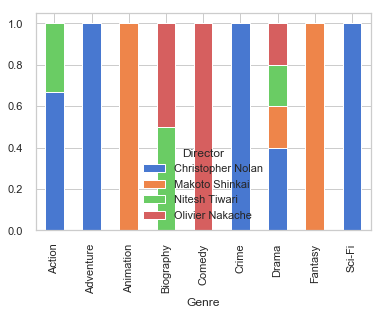 1.0
0.8
0.6
0.4
0.2
0.0
Director
Christopher Nolan
Makoto Shinkai
Nitesh Tiwari
Olivier Nakache
Action
Adventure
Animation
Biography
Comedy
Crime
Drama
Fantasy
Sci-Fi
Genre